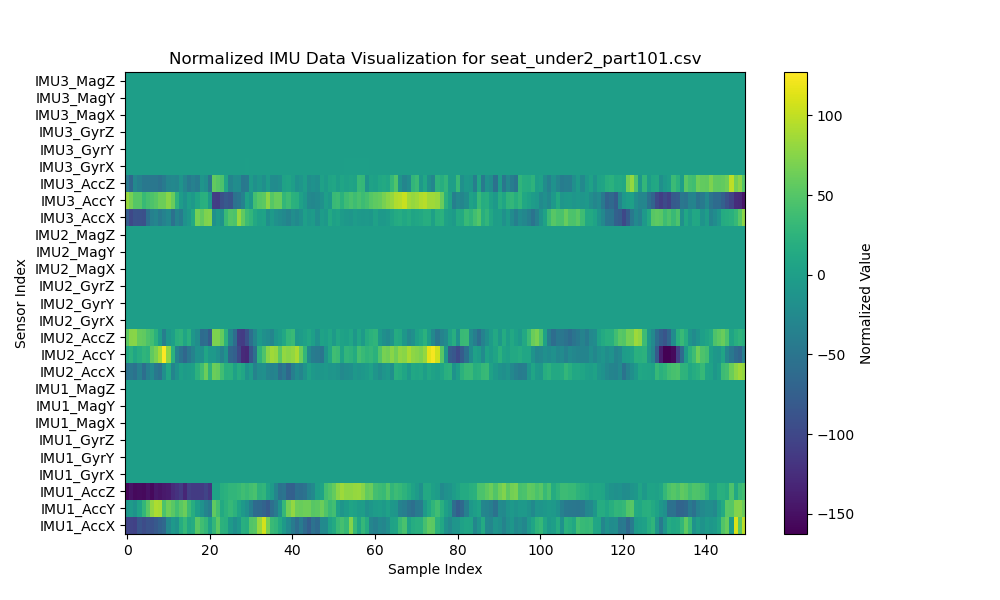 Normalized IMU Data Visualization for seat_under2_part101.csv
IMU3_MagZ
IMU3_MagY
IMU3_MagX
IMU3_GyrZ
IMU3_GyrY
IMU3_GyrX
IMU3_AccZ
IMU3_AccY
IMU3_AccX
IMU2_MagZ
IMU2_MagY
IMU2_MagX
IMU2_GyrZ
IMU2_GyrY
IMU2_GyrX
IMU2_AccZ
IMU2_AccY
IMU2_AccX
IMU1_MagZ
IMU1_MagY
IMU1_MagX
IMU1_GyrZ
IMU1_GyrY
IMU1_GyrX
IMU1_AccZ
IMU1_AccY
IMU1_AccX
Sensor Index
0 20 40 60 80 100 120 140
Sample Index
100
50
0
−50
−100
−150
Normalized Value